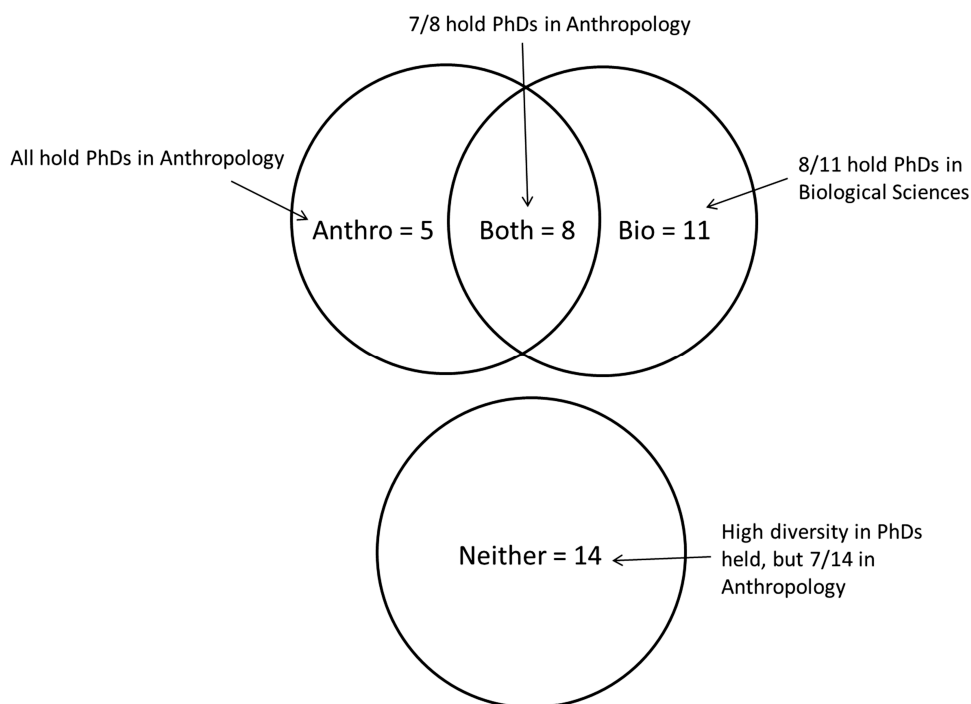 7/8 hold PhDs in Anthropology
All hold PhDs in Anthropology
8/11 hold PhDs in
Biological Sciences
Anthro = 5
Both = 8
Bio = 11
Neither = 14
High diversity in PhDs
held, but 7/14 in
Anthropology